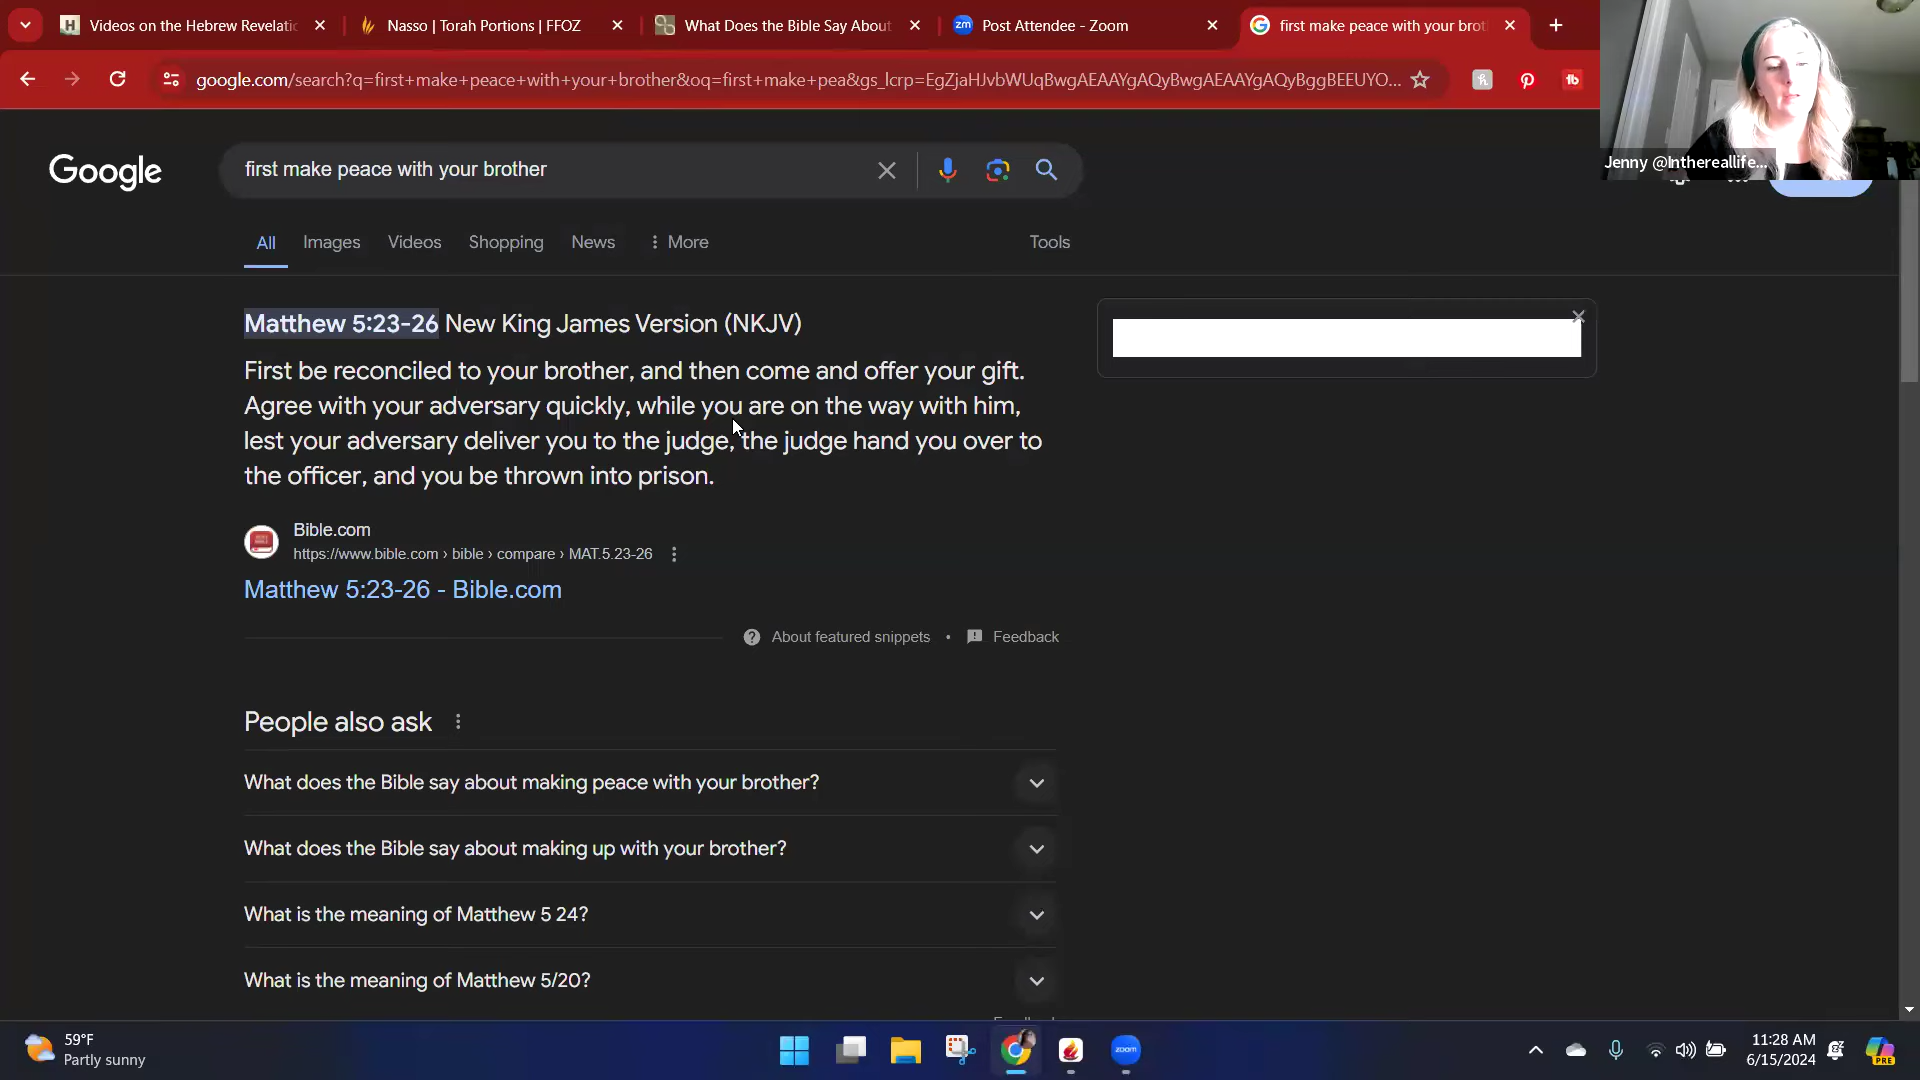 Videos on the Hebrew Revelatio
Nasso | Torah Portions | FFOZ
What Does the Bible Say About
zm
Post Attendee - Zoom
first make peace with your brot
google.com/search?q=first+make+peace+with+your+brother&oq=first+make+pea&gs_lcrp=EgZjaHJvbWUqBwgAEAAYgAQyBwgAEAAYgAQyBggBEEUYO...
Jenny @Inthereallife...
Google
first make peace with your brother
All
Images
Videos
Shopping
News
More
Tools
Matthew 5:23-26 New King James Version (NKJV)
First be reconciled to your brother, and then come and offer your gift.
Agree with your adversary quickly, while you are on the way with him,
lest your adversary deliver you to the judge, the judge hand you over to
the officer, and you be thrown into prison.
Bible.com
https://www.bible.com › bible › compare › MAT.5.23-26
Matthew 5:23-26 - Bible.com
About featured snippets • Feedback
People also ask
What does the Bible say about making peace with your brother?
What does the Bible say about making up with your brother?
What is the meaning of Matthew 5 24?
What is the meaning of Matthew 5/20?
59°F
Partly sunny
zoom
11:28 AM
6/15/2024
PRE